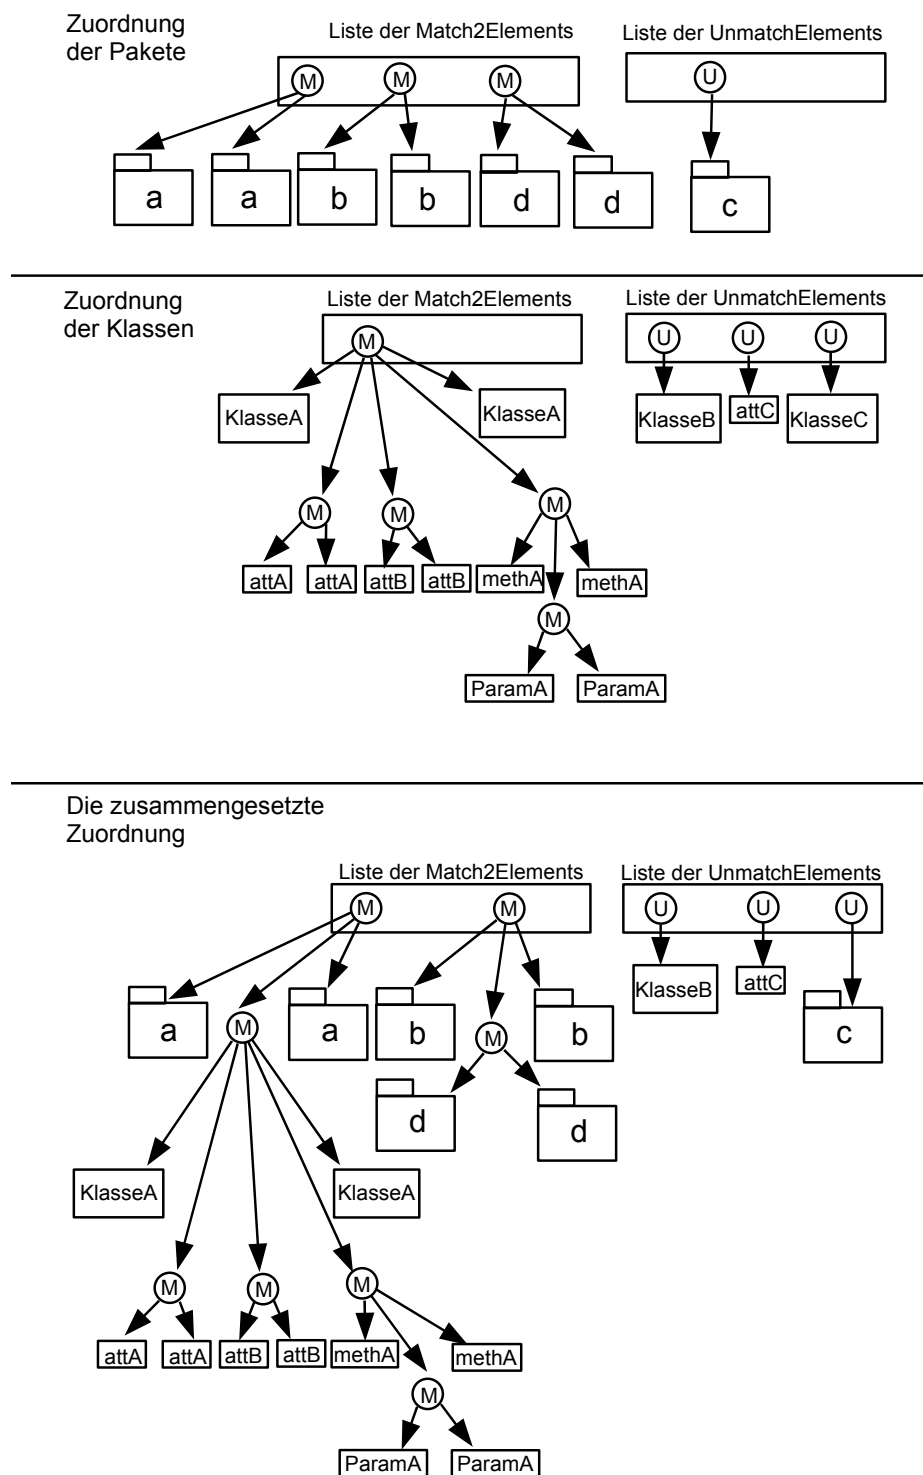 Zuordnung
der Pakete
Liste der Match2Elements
Liste der UnmatchElements
M M M U
a a b b d d c
Zuordnung
der Klassen
Liste der Match2Elements
Liste der UnmatchElements
M U U U
KlasseA KlasseA KlasseB attC KlasseC
M M M
attA attA attB attB methA methA
M
ParamA ParamA
Die zusammengesetzte
Zuordnung
Liste der Match2Elements
Liste der UnmatchElements
M M U U U
KlasseB attC
a M a b M b c
d d
KlasseA KlasseA
M M M
attA attA attB attB methA methA
M
ParamA ParamA